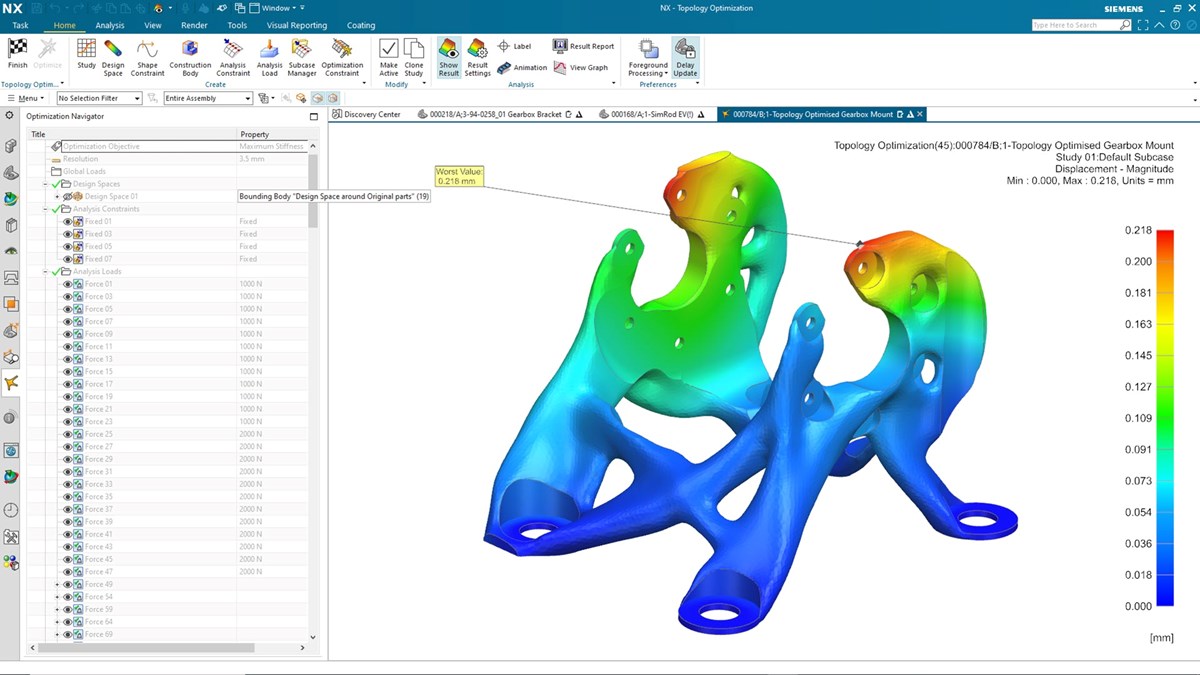 NX
Window
NX - Topology Optimization
SIEMENS
Task Home Analysis View Render Tools Visual Reporting Coating
Type Here to Search
Finish
Optimize
Study
Design Space
Shape Constraint
Construction Body
Analysis Constraint
Analysis Load
Subcase Manager
Optimization Constraint
Make Active
Clone Study
Show Result
Result Settings
Label
Animation
Result Report
View Graph
Foreground Processing
Delay Update
Topology Optim...
Create
Modify
Analysis
Preferences
Menu
No Selection Filter
Entire Assembly
Optimization Navigator
Discovery Center
000218/A;3-94-0258_01 Gearbox Bracket
000168/A;1-SimRod EV(!)
000784/B;1-Topology Optimised Gearbox Mount
Title Property
Optimization Objective Maximum Stiffness
Resolution 3.5 mm
Global Loads
Design Spaces
Design Space 01
Bounding Body "Design Space around Original parts" (19)
Analysis Constraints
Fixed 01 Fixed
Fixed 03 Fixed
Fixed 05 Fixed
Fixed 07 Fixed
Analysis Loads
Force 01 1000 N
Force 03 1000 N
Force 05 1000 N
Force 07 1000 N
Force 09 1000 N
Force 11 1000 N
Force 13 1000 N
Force 15 1000 N
Force 17 1000 N
Force 19 1000 N
Force 21 1000 N
Force 23 1000 N
Force 25 2000 N
Force 27 2000 N
Force 29 2000 N
Force 31 2000 N
Force 33 2000 N
Force 35 2000 N
Force 37 2000 N
Force 39 2000 N
Force 41 2000 N
Force 43 2000 N
Force 45 2000 N
Force 47 2000 N
Force 49
Force 54
Force 59
Force 64
Force 69
Worst Value:
0.218 mm
Topology Optimization(45):000784/B;1-Topology Optimised Gearbox Mount
Study 01:Default Subcase
Displacement - Magnitude
Min : 0.000, Max : 0.218, Units = mm
0.218
0.200
0.181
0.163
0.145
0.127
0.109
0.091
0.073
0.054
0.036
0.018
0.000
[mm]